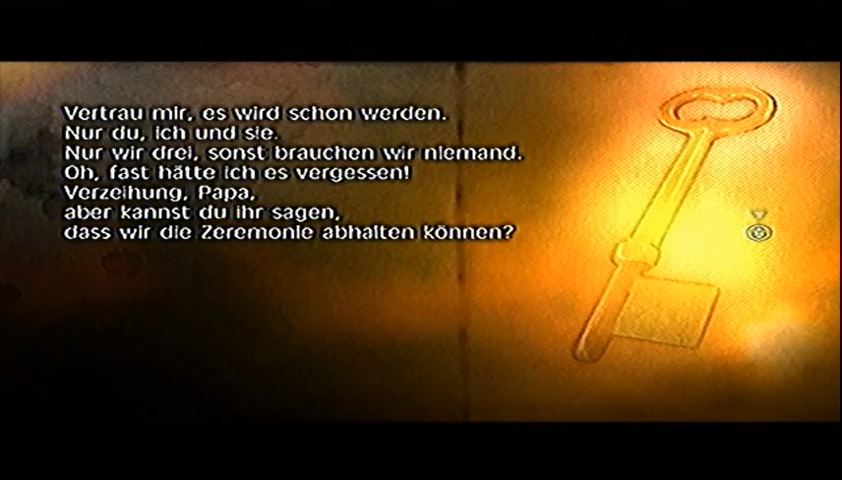 Vertrau mir, es wird schon werden.
Nur du, ich und sie.
Nur wir drei, sonst brauchen wir niemand.
Oh, fast hätte ich es vergessen!
Verzeihung, Papa,
aber kannst du ihr sagen,
dass wir die Zeremonie abhalten können?